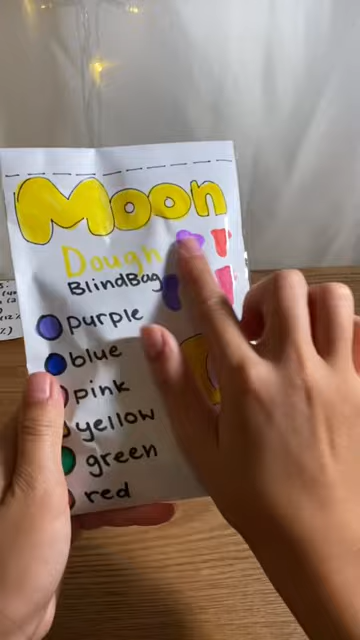 Moon
Dough
BlindBag
purple
blue
pink
yellow
green
red